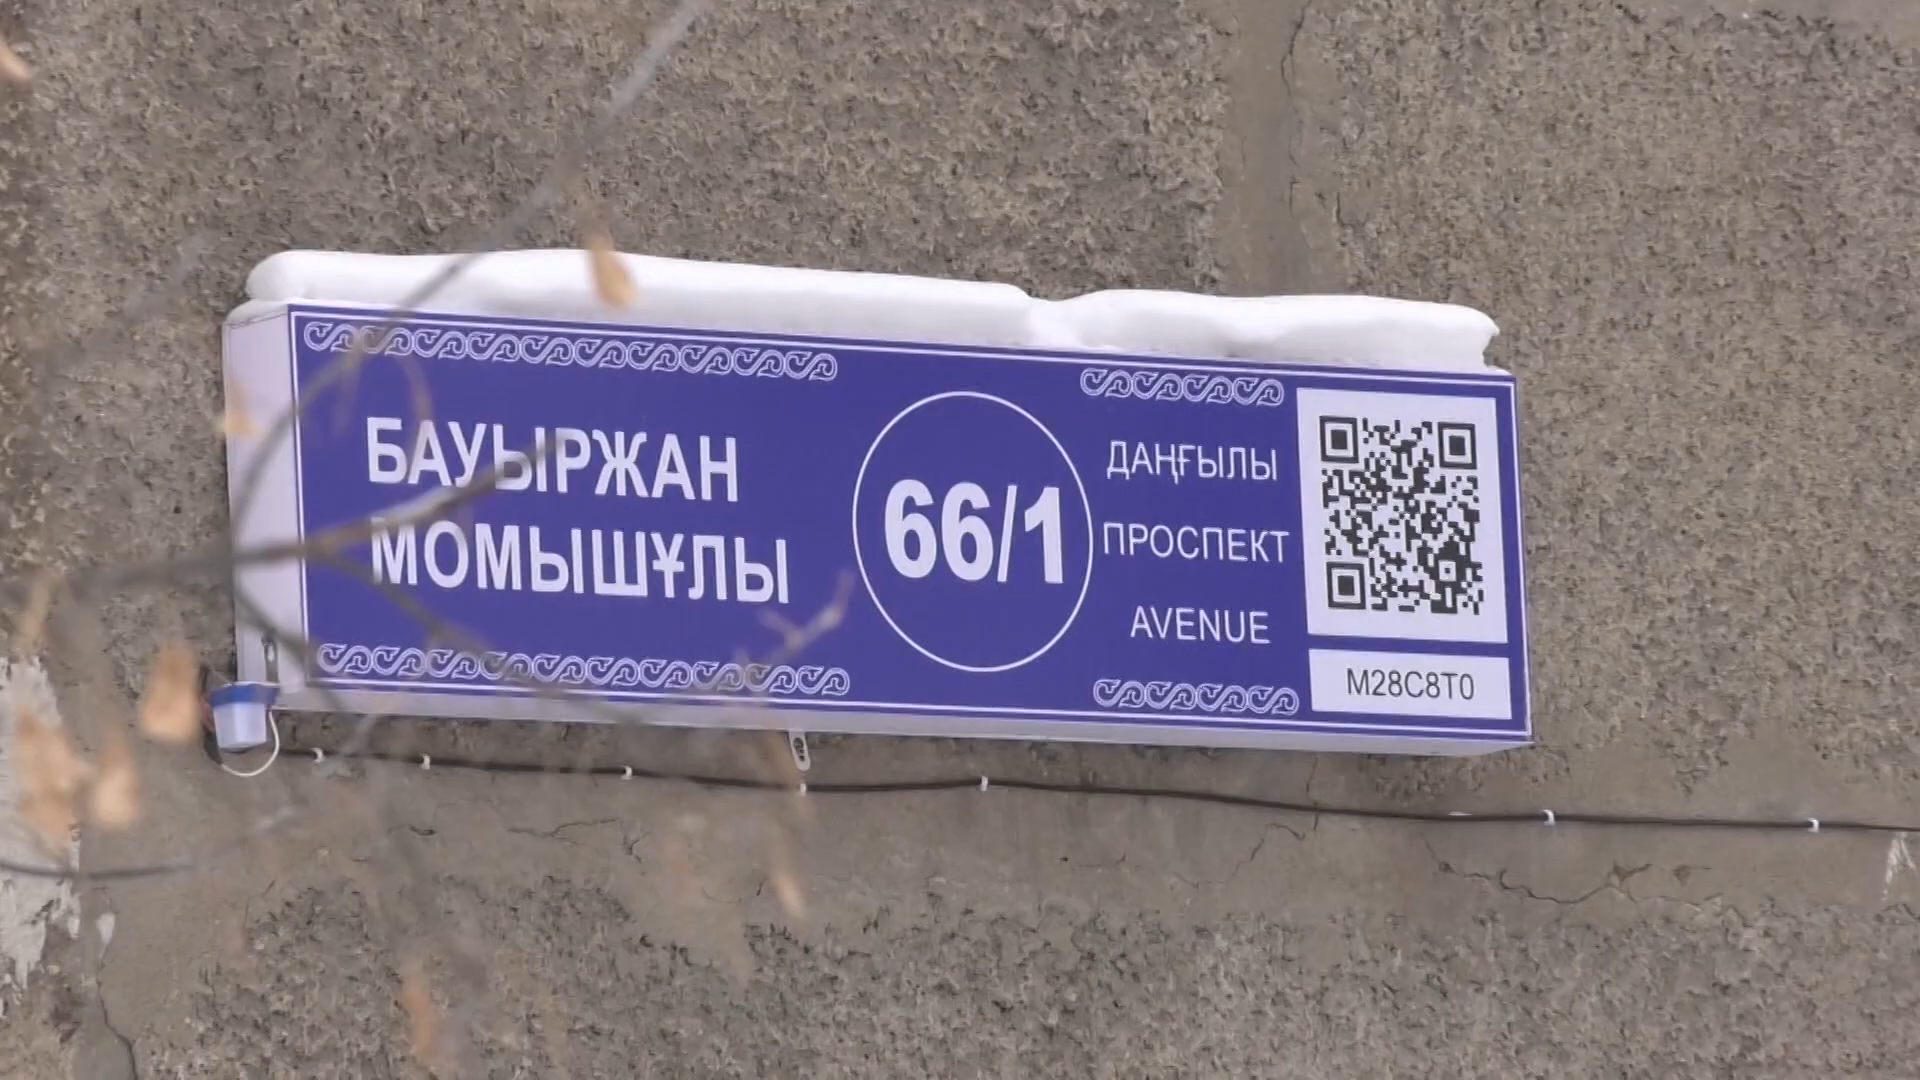 БАУЫРЖАН
МОМЫШҰЛЫ
66/1
ДАҢҒЫЛЫ
ПРОСПЕКТ
AVENUE
M28C8T0